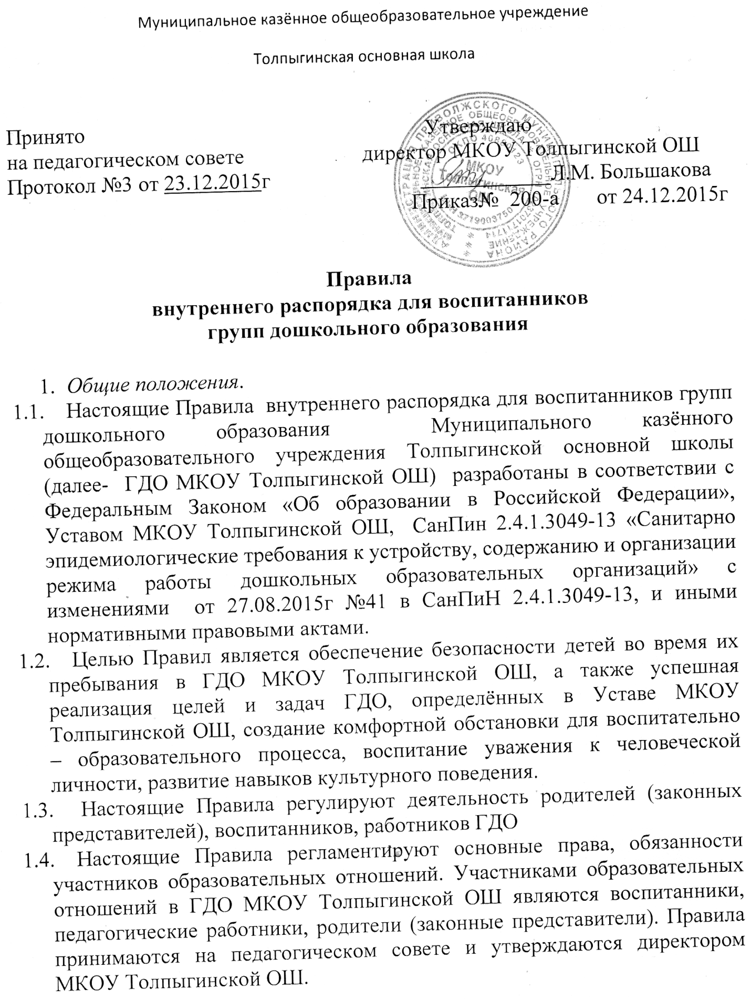 Муниципальное казённое общеобразовательное учреждение
Толпыгинская основная школа
Принято
на педагогическом совете
Протокол №3 от 23.12.2015г
Утверждаю
директор МКОУ Толпыгинской ОШ
Л.М. Большакова
Приказ№ 200-а от 24.12.2015г
МКОУ
Толпыгинская
ОШ
Правила
внутреннего распорядка для воспитанников
групп дошкольного образования
1. Общие положения.
1.1. Настоящие Правила внутреннего распорядка для воспитанников групп
дошкольного образования Муниципального казённого
общеобразовательного учреждения Толпыгинской основной школы
(далее- ГДО МКОУ Толпыгинской ОШ) разработаны в соответствии с
Федеральным Законом «Об образовании в Российской Федерации»,
Уставом МКОУ Толпыгинской ОШ, СанПин 2.4.1.3049-13 «Санитарно
эпидемиологические требования к устройству, содержанию и организации
режима работы дошкольных образовательных организаций» с
изменениями от 27.08.2015г №41 в СанПиН 2.4.1.3049-13, и иными
нормативными правовыми актами.
1.2. Целью Правил является обеспечение безопасности детей во время их
пребывания в ГДО МКОУ Толпыгинской ОШ, а также успешная
реализация целей и задач ГДО, определённых в Уставе МКОУ
Толпыгинской ОШ, создание комфортной обстановки для воспитательно
– образовательного процесса, воспитание уважения к человеческой
личности, развитие навыков культурного поведения.
1.3. Настоящие Правила регулируют деятельность родителей (законных
представителей), воспитанников, работников ГДО
1.4. Настоящие Правила регламентируют основные права, обязанности
участников образовательных отношений. Участниками образовательных
отношений в ГДО МКОУ Толпыгинской ОШ являются воспитанники,
педагогические работники, родители (законные представители). Правила
принимаются на педагогическом совете и утверждаются директором
МКОУ Толпыгинской ОШ.